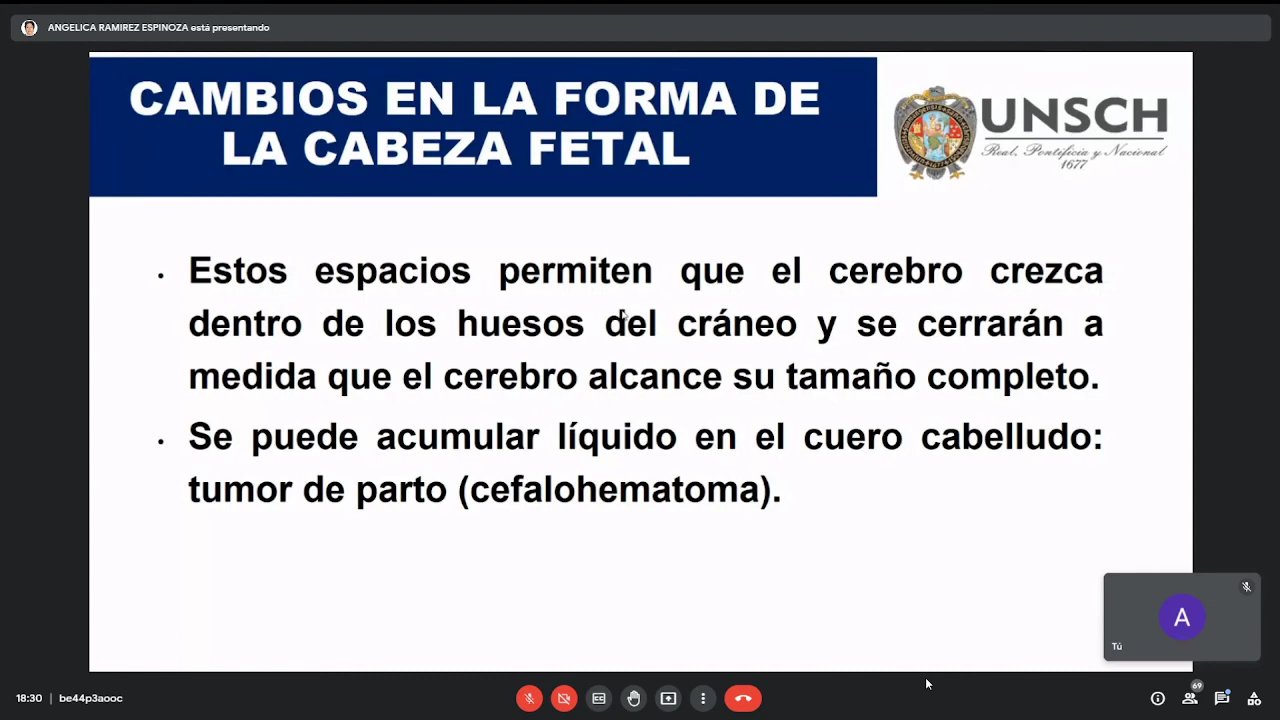 ANGELICA RAMIREZ ESPINOZA está presentando
CAMBIOS EN LA FORMA DE
LA CABEZA FETAL
UNSCH
Real, Pontificia y Nacional
1677
• Estos espacios permiten que el cerebro crezca
dentro de los huesos del cráneo y se cerrarán a
medida que el cerebro alcance su tamaño completo.
• Se puede acumular líquido en el cuero cabelludo:
tumor de parto (cefalohematoma).
A
Tú
18:30 | be44p3aooc
69